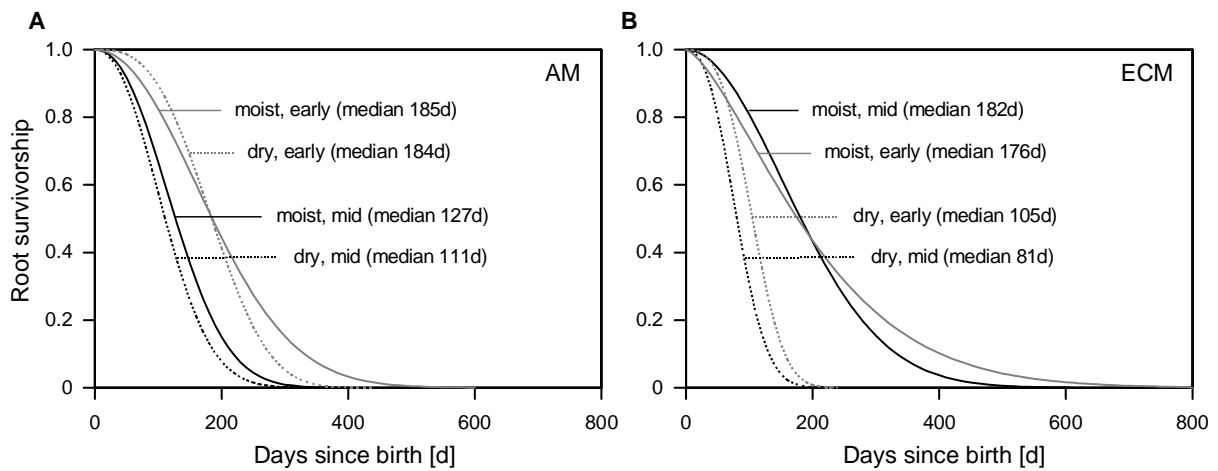 A
1.0
0.8
0.6
0.4
0.2
0
Root survivorship
AM
moist, early (median 185d)
dry, early (median 184d)
moist, mid (median 127d)
dry, mid (median 111d)
0 200 400 600 800
Days since birth [d]
B
1.0
0.8
0.6
0.4
0.2
0
ECM
moist, mid (median 182d)
moist, early (median 176d)
dry, early (median 105d)
dry, mid (median 81d)
0 200 400 600 800
Days since birth [d]